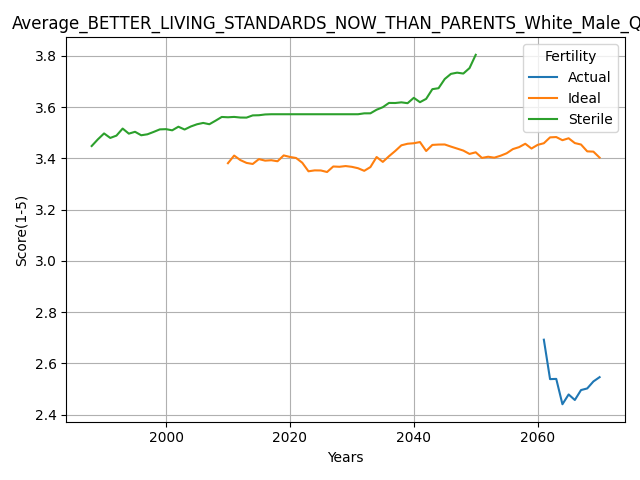 Average_BETTER_LIVING_STANDARDS_NOW_THAN_PARENTS_White_Male_Q
Fertility
Actual
Ideal
Sterile
Score(1-5)
3.8
3.6
3.4
3.2
3.0
2.8
2.6
2.4
2000
2020
2040
2060
Years